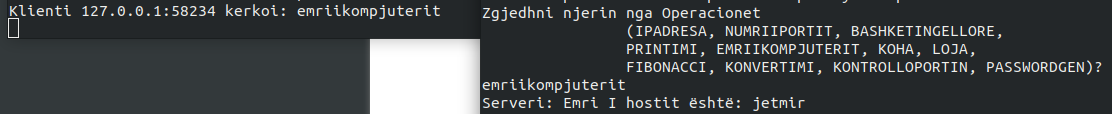 Klienti 127.0.0.1:58234 kerkoi: emriikompjuterit
Zgjedhni njerin nga Operacionet
(IPADRESA, NUMRIIPORTIT, BASHKETINGELLORE,
PRINTIMI, EMRIIKOMPJUTERIT, KOHA, LOJA,
FIBONACCI, KONVERTIMI, KONTROLLOPORTIN, PASSWORDGEN)?
emriikompjuterit
Serveri: Emri I hostit është: jetmir